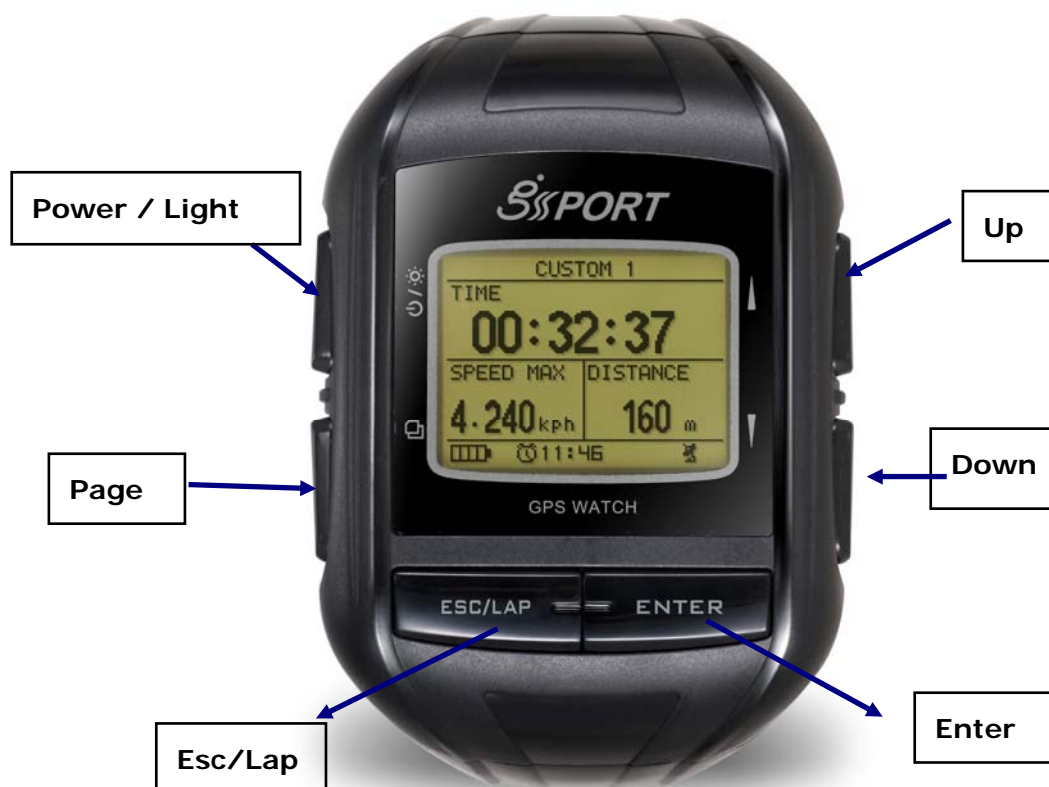 Power / Light
Up
gsPORT
CUSTOM 1
TIME
00:32:37
SPEED MAX
DISTANCE
4.240kph
160 m
11:46
Page
Down
GPS WATCH
ESC/LAP
ENTER
Esc/Lap
Enter